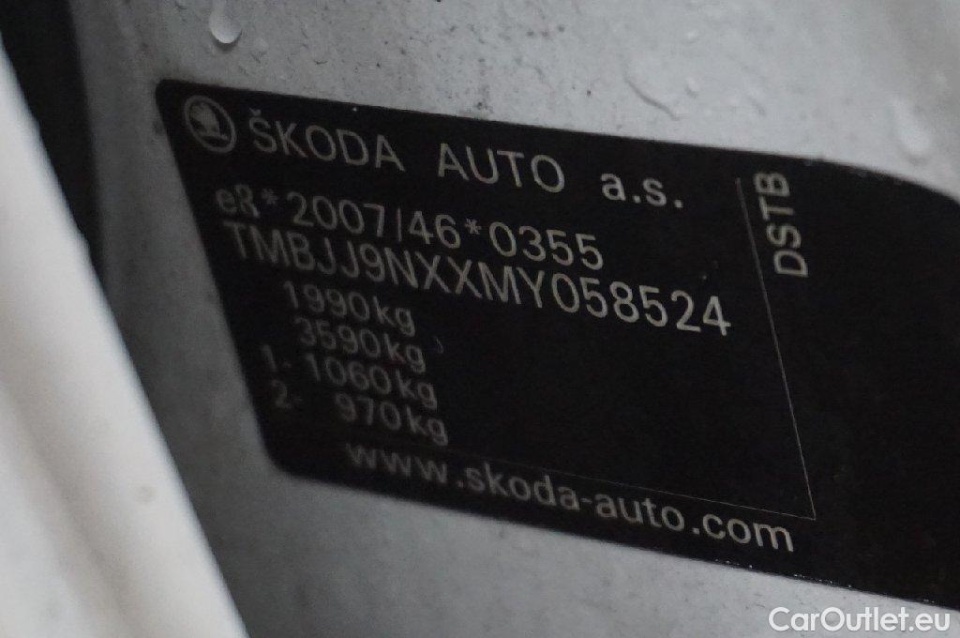 ŠKODA AUTO a.s.
e8*2007/46*0355
TMBJJ9NXXMY058524
1990kg
3590kg
1- 1060kg
2- 970kg
www.skoda-auto.com
DSTB
CarOutlet.eu